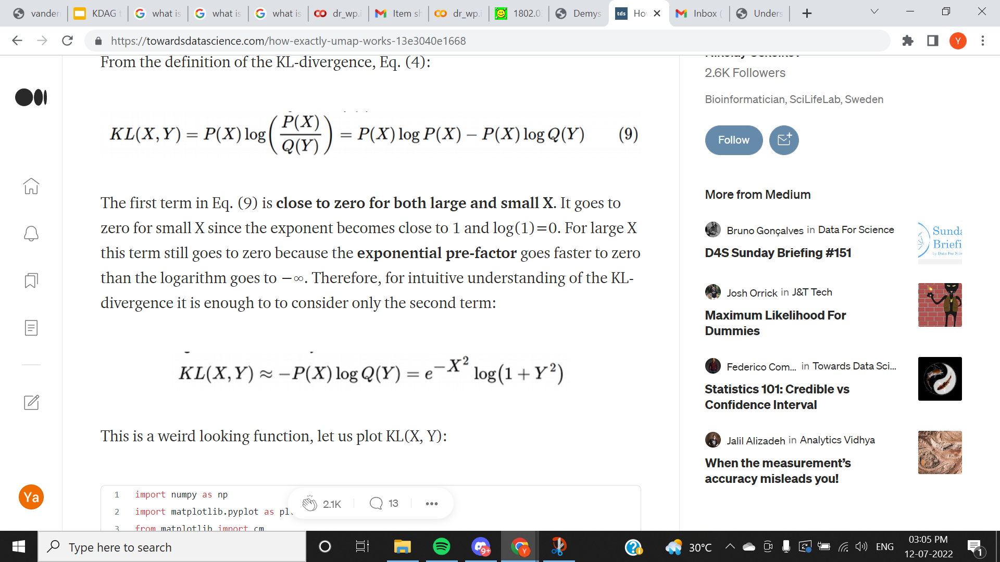 vander
KDAG
what is
what is
what is
dr_wp.i
Item sh
dr_wp.i
1802.0
Demys
tds
Ho
Inbox (
Unders
https://towardsdatascience.com/how-exactly-umap-works-13e3040e1668
Y
From the definition of the KL-divergence, Eq. (4):
KL(X, Y) = P(X) log(P(X)/Q(Y)) = P(X) log P(X) − P(X) log Q(Y) (9)
The first term in Eq. (9) is close to zero for both large and small X. It goes to
zero for small X since the exponent becomes close to 1 and log(1)=0. For large X
this term still goes to zero because the exponential pre-factor goes faster to zero
than the logarithm goes to −∞. Therefore, for intuitive understanding of the KL-
divergence it is enough to to consider only the second term:
KL(X, Y) ≈ −P(X) log Q(Y) = e^{−X²} log(1 + Y²)
This is a weird looking function, let us plot KL(X, Y):
1 import numpy as np
2 import matplotlib.pyplot as pl
3 from matplotlib import cm
2.1K
13
Ya
2.6K Followers
Bioinformatician, SciLifeLab, Sweden
Follow
More from Medium
Bruno Gonçalves in Data For Science
D4S Sunday Briefing #151
Sunda
Briefi
Josh Orrick in J&T Tech
Maximum Likelihood For
Dummies
Federico Com... in Towards Data Sci...
Statistics 101: Credible vs
Confidence Interval
Jalil Alizadeh in Analytics Vidhya
When the measurement’s
accuracy misleads you!
Type here to search
9+
Y
30°C
ENG
03:05 PM
12-07-2022
1